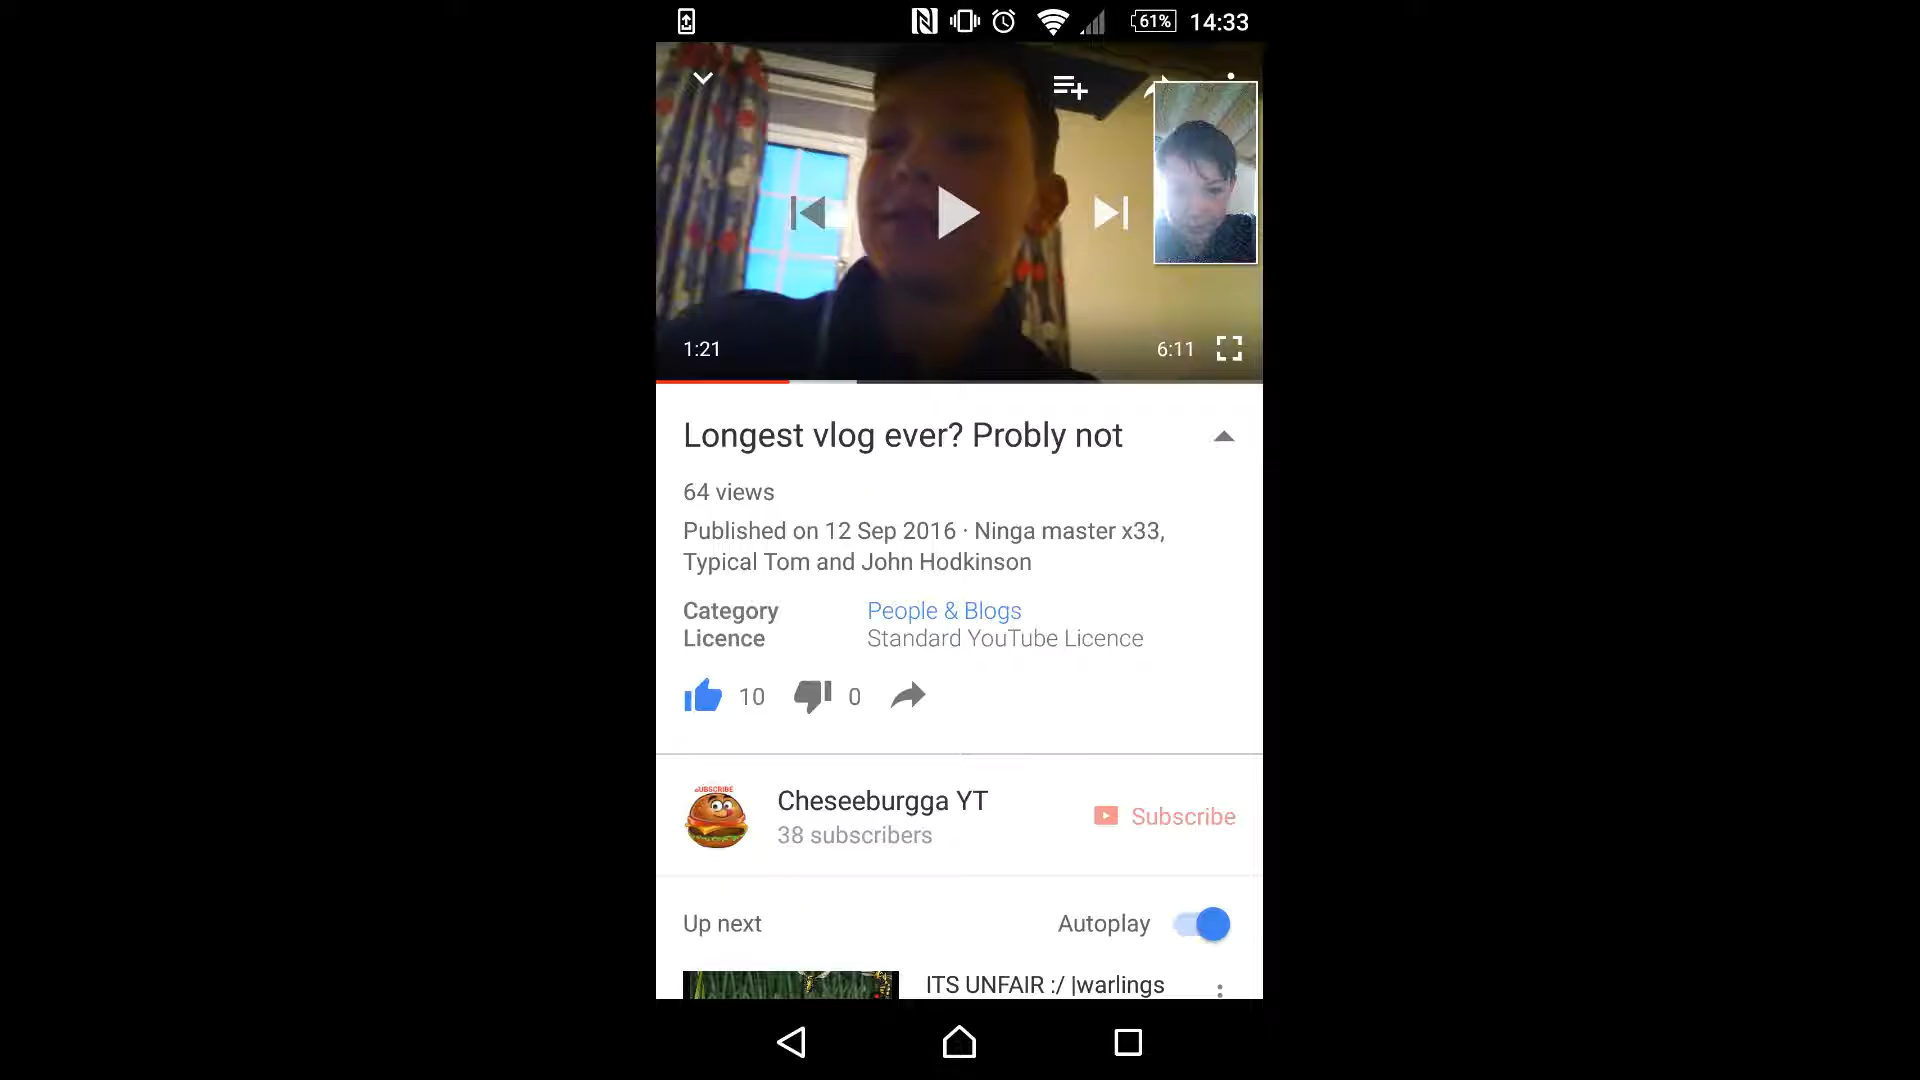 61% 14:33
1:21
6:11
Longest vlog ever? Probly not
64 views
Published on 12 Sep 2016 · Ninga master x33,
Typical Tom and John Hodkinson
Category People & Blogs
Licence Standard YouTube Licence
10 0
SUBSCRIBE
Cheseeburgga YT
38 subscribers
Subscribe
Up next Autoplay
ITS UNFAIR :/ |warlings